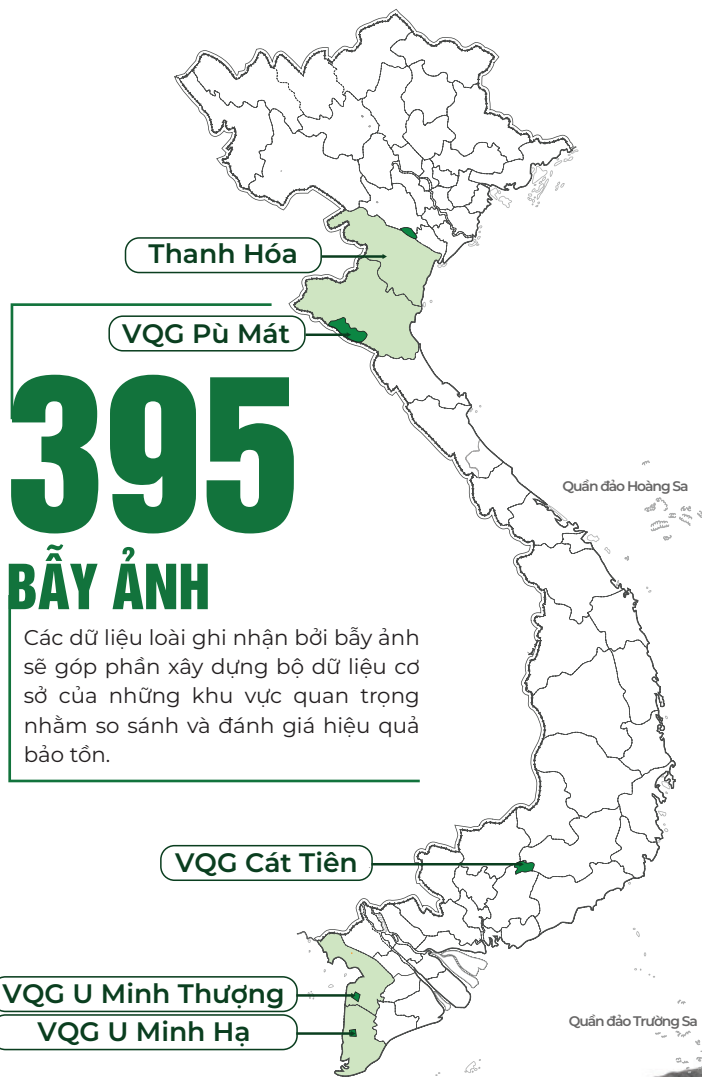 Thanh Hóa
VQG Pù Mát
395
BẪY ẢNH
Các dữ liệu loài ghi nhận bởi bẫy ảnh
sẽ góp phần xây dựng bộ dữ liệu cơ
sở của những khu vực quan trọng
nhằm so sánh và đánh giá hiệu quả
bảo tồn.
Quần đảo Hoàng Sa
VQG Cát Tiên
VQG U Minh Thượng
VQG U Minh Hạ
Quần đảo Trường Sa